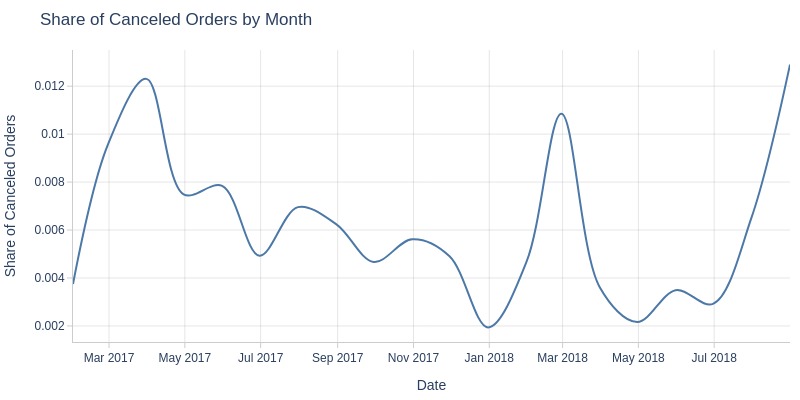 Share of Canceled Orders by Month
Share of Canceled Orders
0.012
0.01
0.008
0.006
0.004
0.002
Mar 2017 May 2017 Jul 2017 Sep 2017 Nov 2017 Jan 2018 Mar 2018 May 2018 Jul 2018
Date